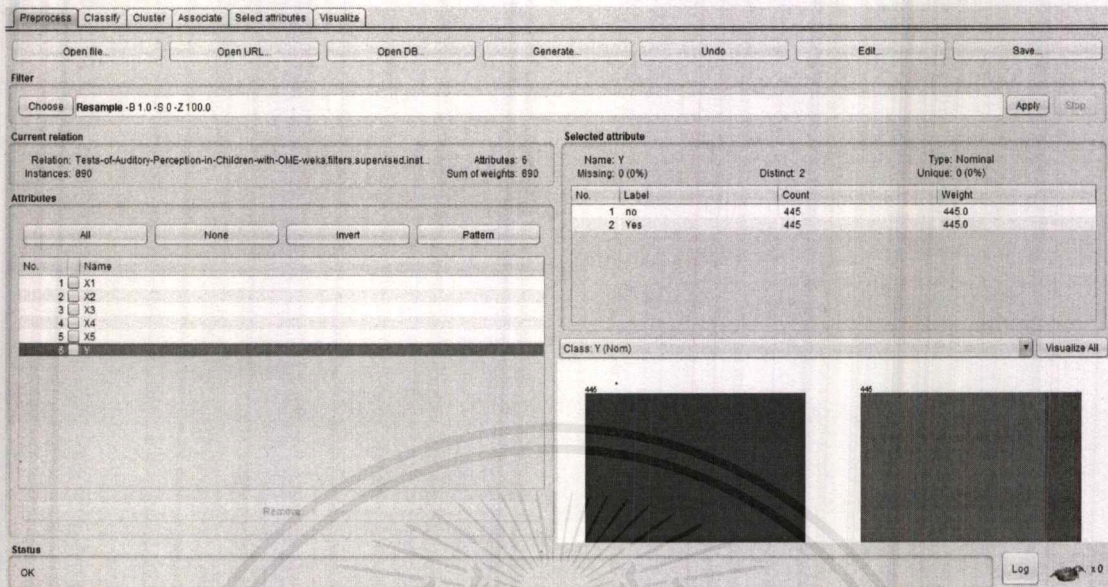 Preprocess Classify Cluster Associate Select attributes Visualize
Open file... Open URL... Open DB... Generate... Undo Edit... Save...
Filter
Choose Resample -B 1.0 -S 0 -Z 100.0 Apply Stop
Current relation
Relation: Tests-of-Auditory-Perception-in-Children-with-OME-weka.filters.supervised.inst... Attributes: 6
Instances: 890 Sum of weights: 890
Attributes
All None Invert Pattern
No. Name
1 X1
2 X2
3 X3
4 X4
5 X5
6 Y
Remove
Selected attribute
Name: Y Type: Nominal
Missing: 0 (0%) Distinct: 2 Unique: 0 (0%)
No. Label Count Weight
1 no 445 445.0
2 Yes 445 445.0
Class: Y (Nom) Visualize All
445 445
Status
OK Log x 0